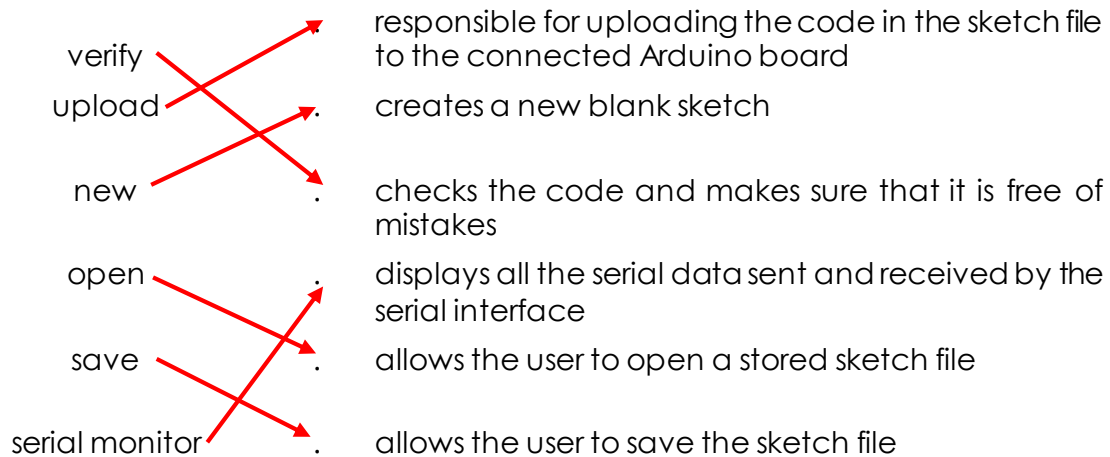 responsible for uploading the code in the sketch file
verify to the connected Arduino board
upload . creates a new blank sketch
new . checks the code and makes sure that it is free of
mistakes
open . displays all the serial data sent and received by the
serial interface
save . allows the user to open a stored sketch file
serial monitor . allows the user to save the sketch file